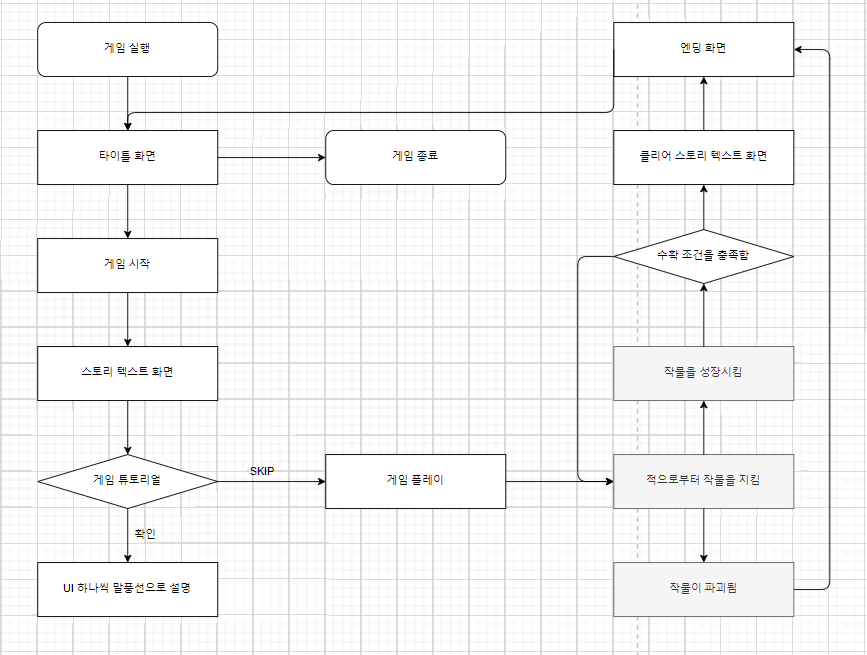 게임 실행
엔딩 화면
타이틀 화면
게임 종료
클리어 스토리 텍스트 화면
게임 시작
수확 조건을 충족함
스토리 텍스트 화면
작물을 성장시킴
게임 튜토리얼
SKIP
게임 플레이
적으로부터 작물을 지킴
확인
UI 하나씩 말풍선으로 설명
작물이 파괴됨